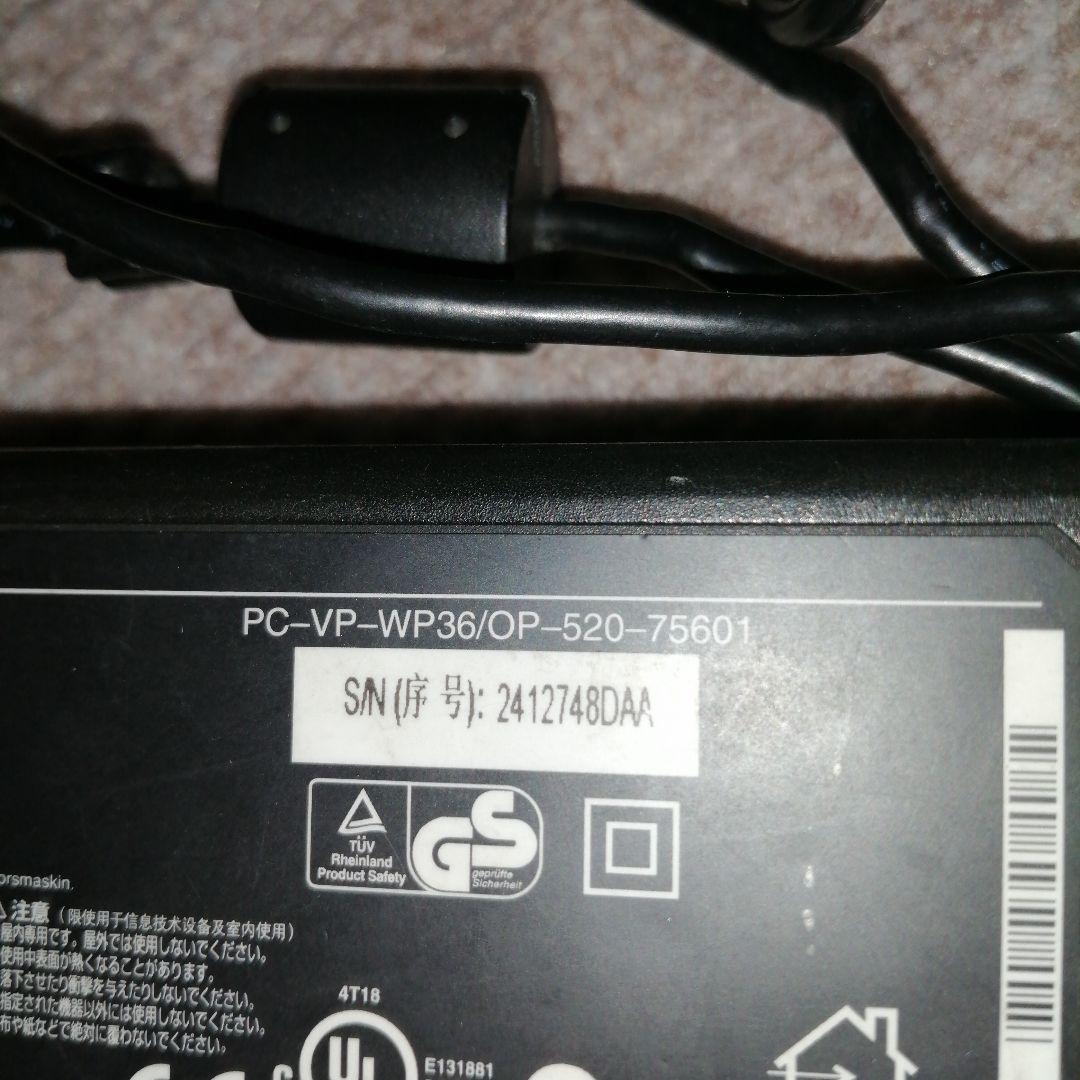 PC–VP–WP36/OP–520–75601
S/N (序号): 2412748DAA
TÜV
Rheinland
Product Safety
GS
geprüfte
Sicherheit
orsmaskin.
注意 (限使用于信息技术设备及室内使用)
屋内専用です。屋外では使用しないでください。
使用中表面が熱くなることがあります。
落下させたり衝撃を与えたりしないでください。
指定された機器以外には使用しないでください。
布や紙などで絶対に覆わないでください。
4T18
UL
E131881